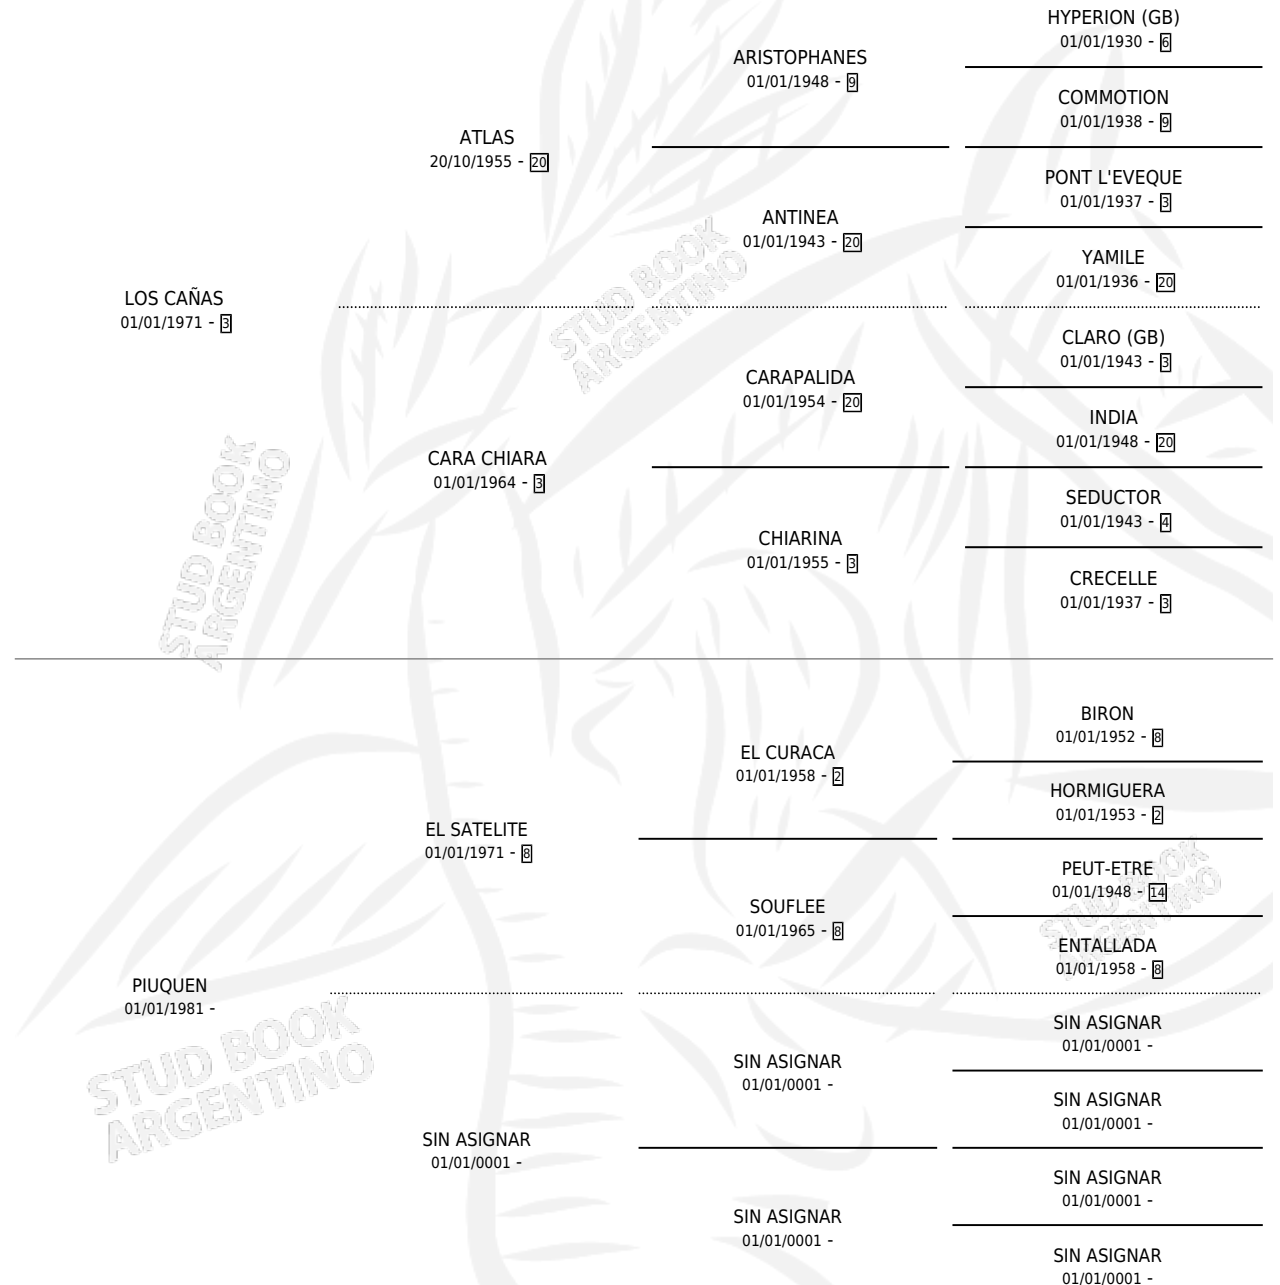 HYPERION (GB)
01/01/1930 - 6
ARISTOPHANES
01/01/1948 - 9
COMMOTION
01/01/1938 - 9
ATLAS
20/10/1955 - 20
PONT L'EVEQUE
01/01/1937 - 3
ANTINEA
01/01/1943 - 20
YAMILE
01/01/1936 - 20
LOS CAÑAS
01/01/1971 - 3
STUD BOOK
ARGENTINO
CLARO (GB)
01/01/1943 - 3
CARAPALIDA
01/01/1954 - 20
INDIA
01/01/1948 - 20
CARA CHIARA
01/01/1964 - 3
SEDUCTOR
01/01/1943 - 4
CHIARINA
01/01/1955 - 3
CRECELLE
01/01/1937 - 3
STUD BOOK
ARGENTINO
BIRON
01/01/1952 - 8
EL CURACA
01/01/1958 - 2
HORMIGUERA
01/01/1953 - 2
EL SATELITE
01/01/1971 - 8
PEUT-ETRE
01/01/1948 - 14
SOUFLEE
01/01/1965 - 8
ENTALLADA
01/01/1958 - 8
STUD BOOK
ARGENTINO
PIUQUEN
01/01/1981 -
STUD BOOK
ARGENTINO
SIN ASIGNAR
01/01/0001 -
SIN ASIGNAR
01/01/0001 -
SIN ASIGNAR
01/01/0001 -
SIN ASIGNAR
01/01/0001 -
SIN ASIGNAR
01/01/0001 -
SIN ASIGNAR
01/01/0001 -
SIN ASIGNAR
01/01/0001 -